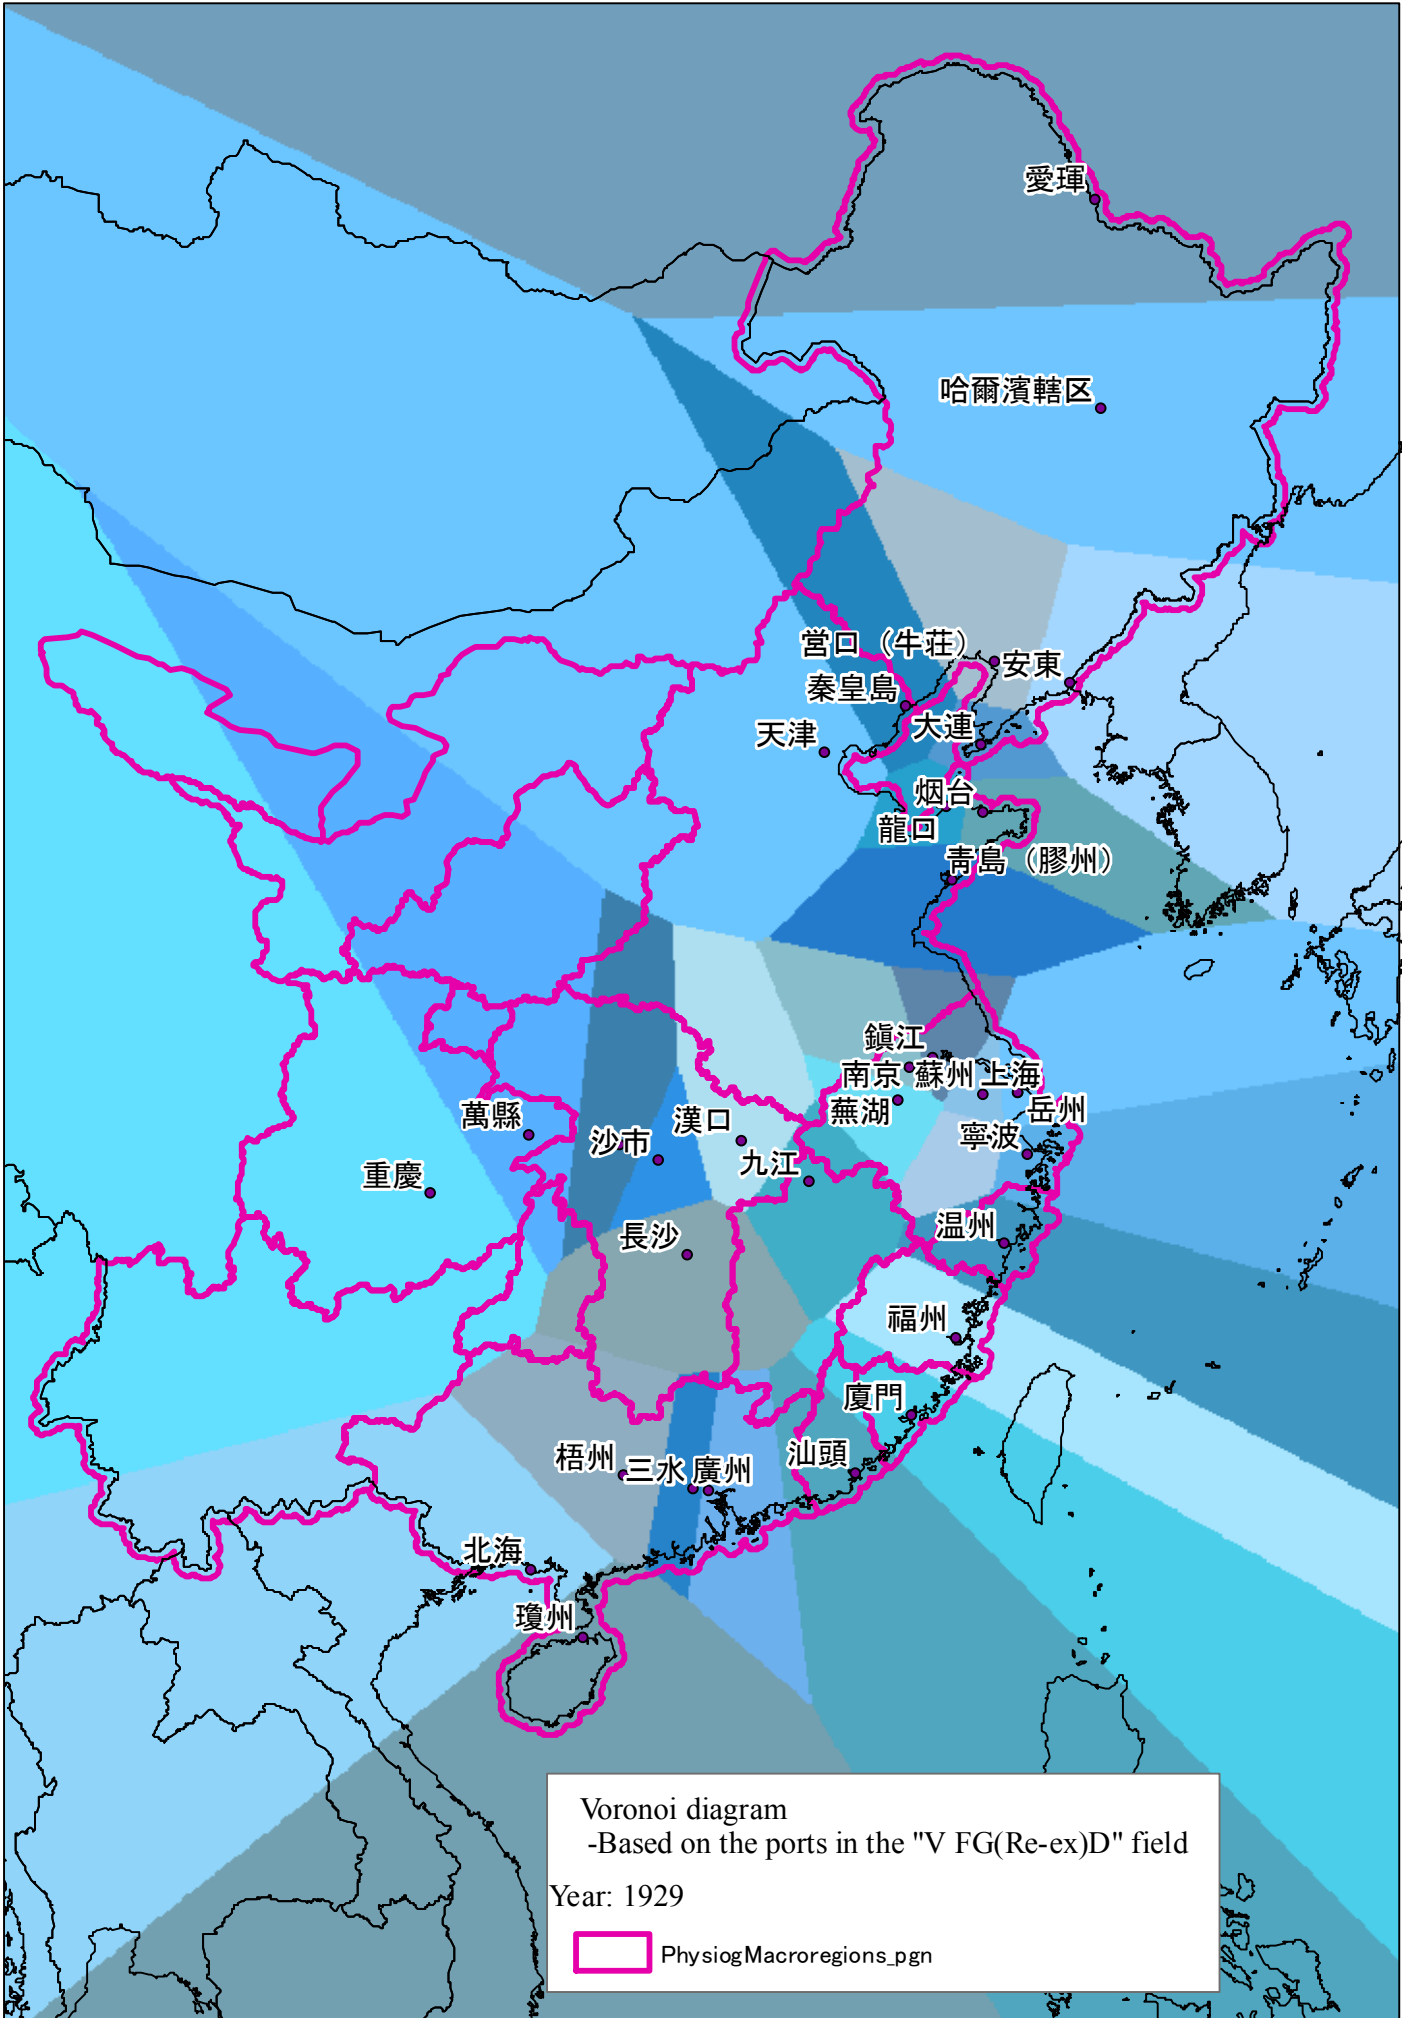 愛琿
哈爾濱轄区
営口（牛荘）
安東
秦皇島
大連
天津
烟台
龍口
青島（膠州）
鎭江
南京
蘇州
上海
蕪湖
岳州
萬縣
漢口
沙市
寧波
九江
重慶
長沙
温州
福州
廈門
梧州
三水
廣州
汕頭
北海
瓊州
Voronoi diagram
-Based on the ports in the "V FG(Re-ex)D" field
Year: 1929
PhysiogMacroregions_pgn